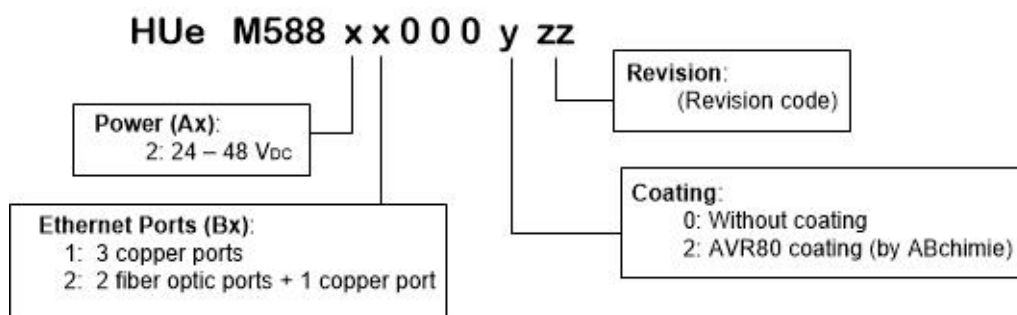 HUe M588 x x 0 0 0 y zz
Revision:
(Revision code)
Power (Ax):
2: 24 – 48 VDC
Coating:
0: Without coating
2: AVR80 coating (by ABchimie)
Ethernet Ports (Bx):
1: 3 copper ports
2: 2 fiber optic ports + 1 copper port